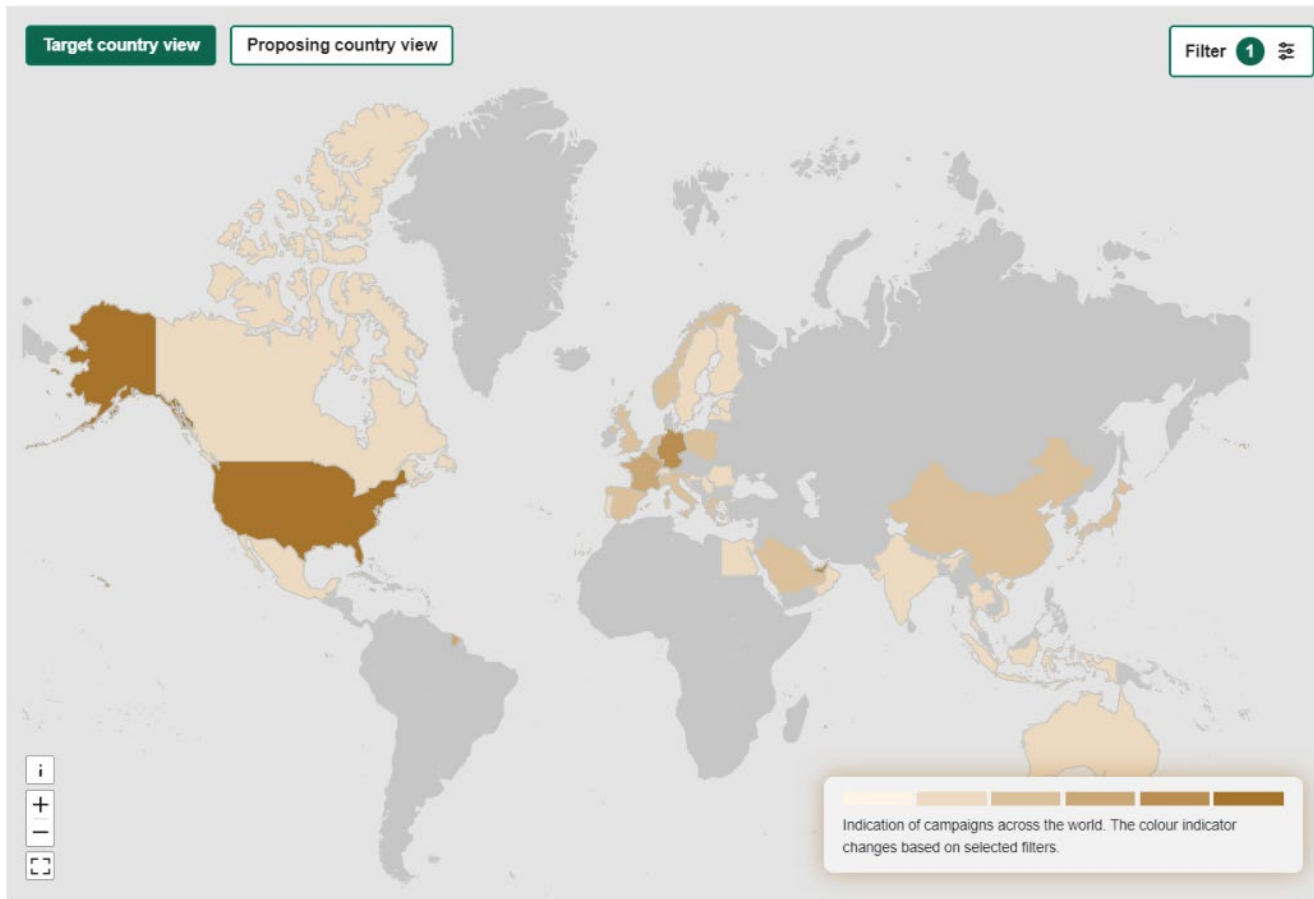 Target country view
Proposing country view
Filter 1
i
+
−
Indication of campaigns across the world. The colour indicator
changes based on selected filters.